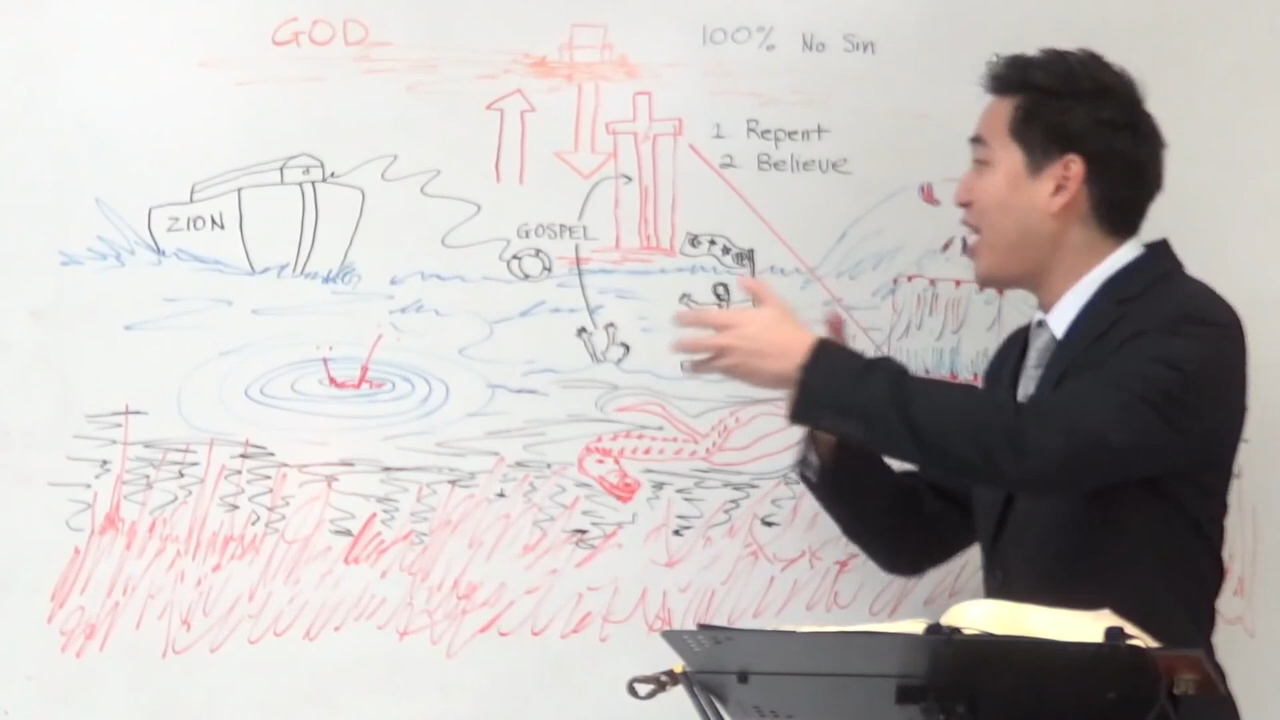 GOD
100% No Sin
1 Repent
2 Believe
ZION
GOSPEL